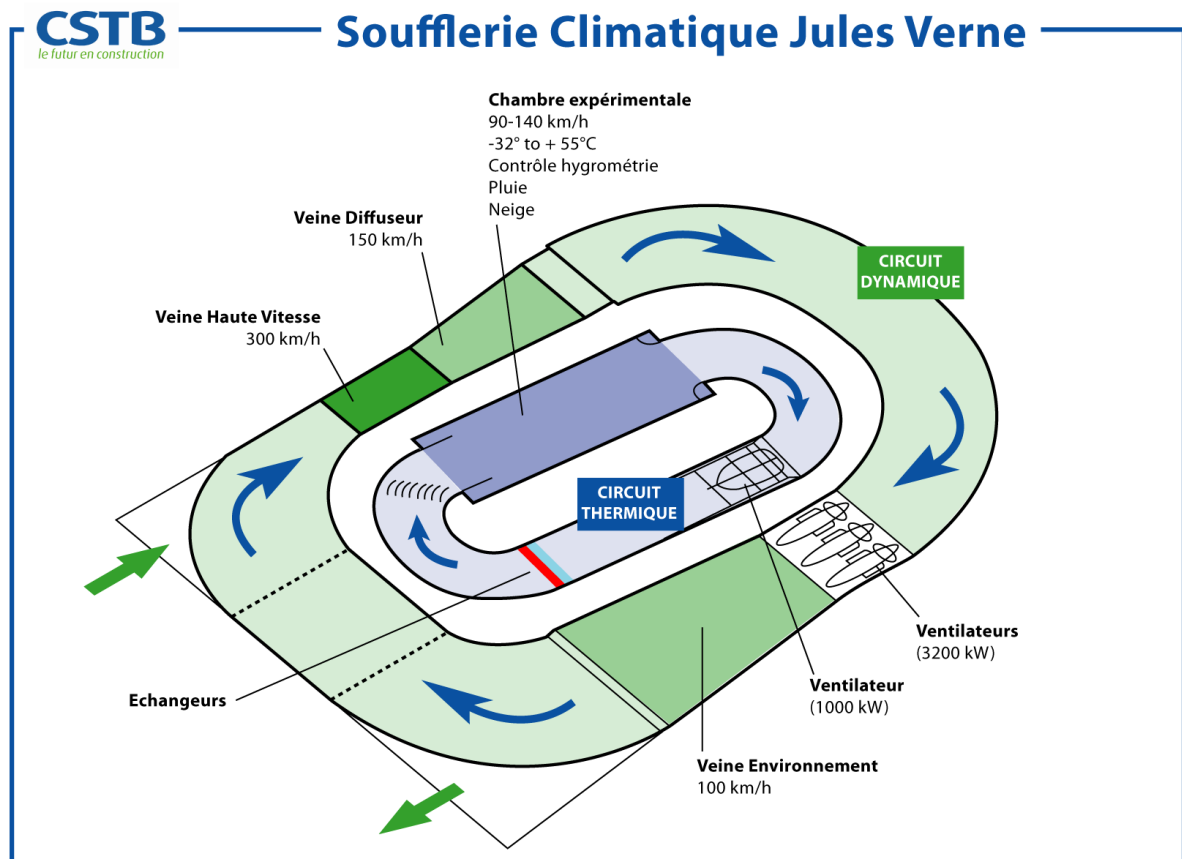 CSTB
le futur en construction
Soufflerie Climatique Jules Verne
Chambre expérimentale
90-140 km/h
-32° to + 55°C
Contrôle hygrométrie
Pluie
Neige
Veine Diffuseur
150 km/h
CIRCUIT
DYNAMIQUE
Veine Haute Vitesse
300 km/h
CIRCUIT
THERMIQUE
Ventilateurs
(3200 kW)
Echangeurs
Ventilateur
(1000 kW)
Veine Environnement
100 km/h